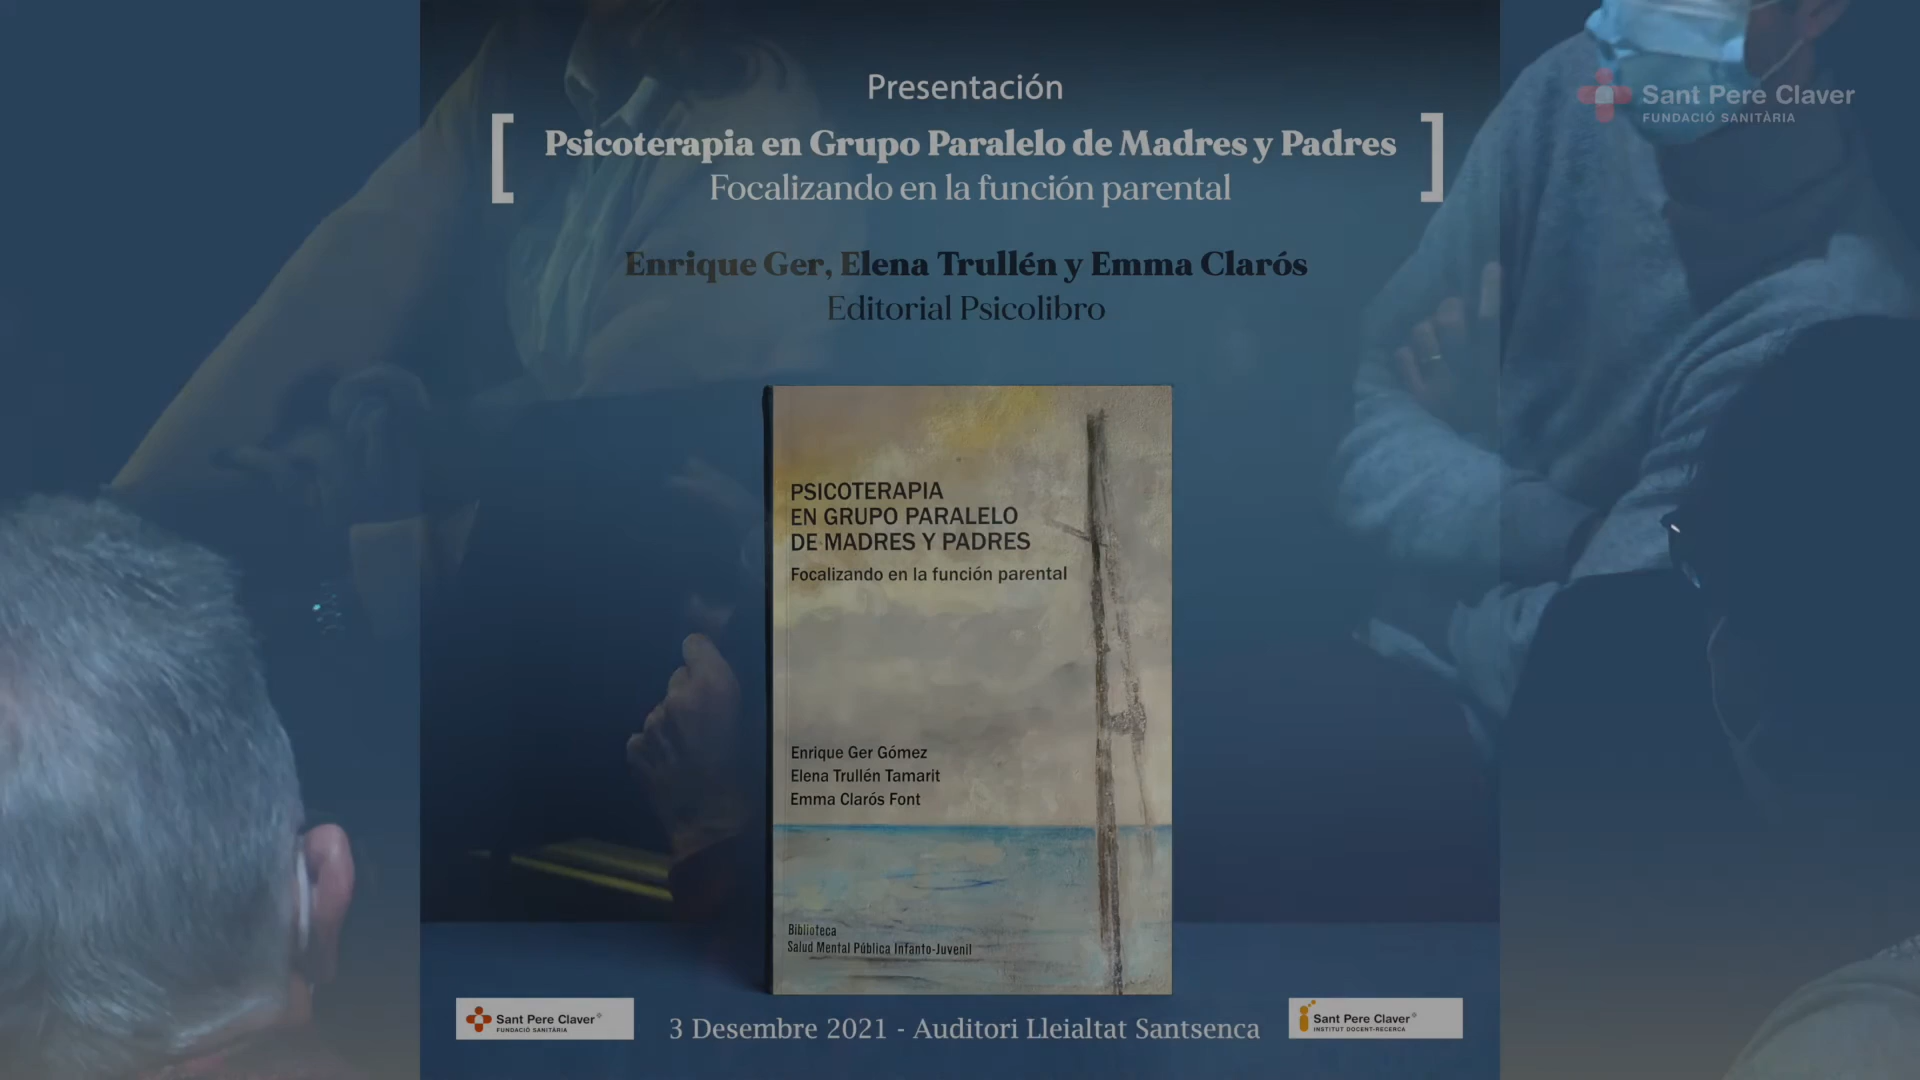 Presentación
Psicoterapia en Grupo Paralelo de Madres y Padres
Focalizando en la función parental
Enrique Ger, Elena Trullén y Emma Clarós
Editorial Psicolibro
Sant Pere Claver
FUNDACIÓ SANITÀRIA
PSICOTERAPIA
EN GRUPO PARALELO
DE MADRES Y PADRES
Focalizando en la función parental
Enrique Ger Gómez
Elena Trullén Tamarit
Emma Clarós Font
Biblioteca
Salud Mental Pública Infanto-Juvenil
Sant Pere Claver
FUNDACIÓ SANITÀRIA
3 Desembre 2021 - Auditori Lleialtat Santsenca
Sant Pere Claver
INSTITUT DOCENT-RECERCA